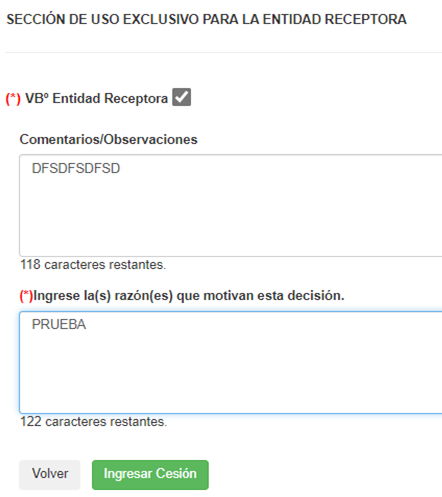 SECCIÓN DE USO EXCLUSIVO PARA LA ENTIDAD RECEPTORA
(*) VBº Entidad Receptora
Comentarios/Observaciones
DFSDFSDFSD
118 caracteres restantes.
(*)Ingrese la(s) razón(es) que motivan esta decisión.
PRUEBA
122 caracteres restantes.
Volver Ingresar Cesión